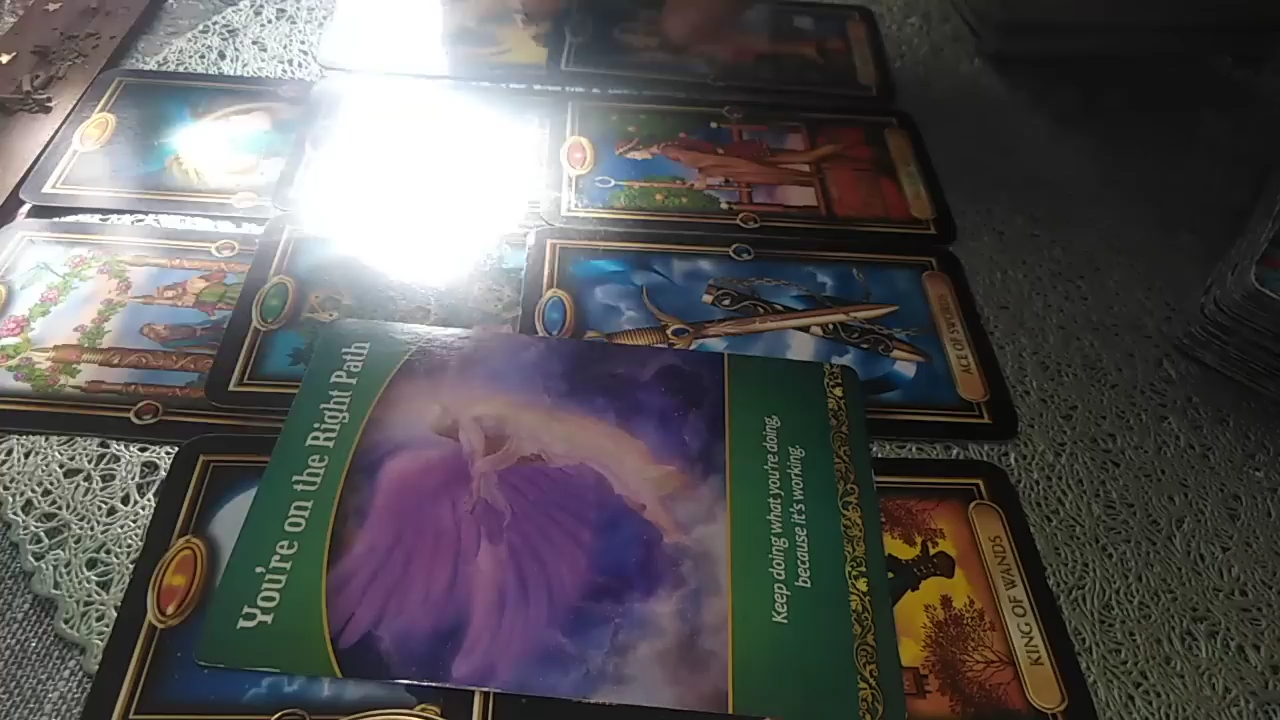 You're on the Right Path
Keep doing what you're doing,
because it's working.
ACE OF SWORDS
KING OF WANDS